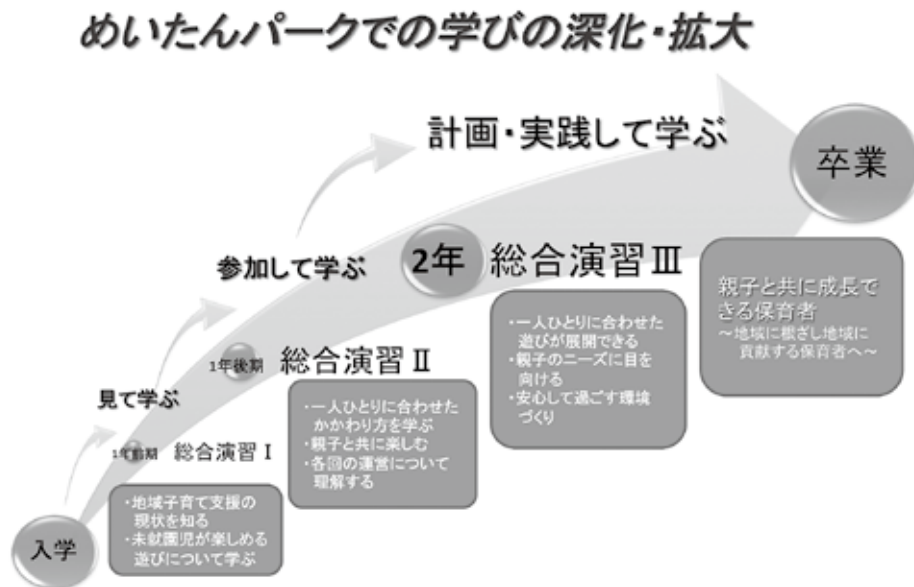 めいたんパークでの学びの深化・拡大
計画・実践して学ぶ
卒業
参加して学ぶ
2年
総合演習Ⅲ
親子と共に成長で
きる保育者
～地域に根ざし地域に
貢献する保育者へ～
・一人ひとりに合わせた
遊びが展開できる
・親子のニーズに目を
向ける
・安心して過ごす環境
づくり
1年後期
総合演習Ⅱ
見て学ぶ
・一人ひとりに合わせた
かかわり方を学ぶ
・親子と共に楽しむ
・各回の運営について
理解する
1年前期
総合演習Ⅰ
・地域子育て支援の
現状を知る
・未就園児が楽しめる
遊びについて学ぶ
入学